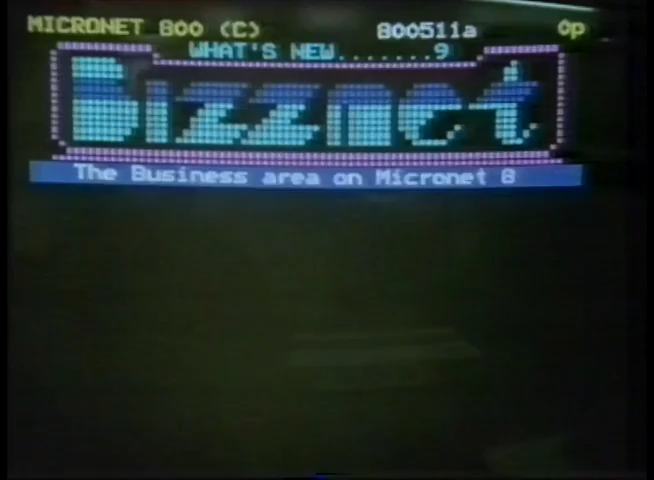 MICRONET 800 (C) 800511a 0p
WHAT'S NEW.......9
Bizznet
The Business area on Micronet 8